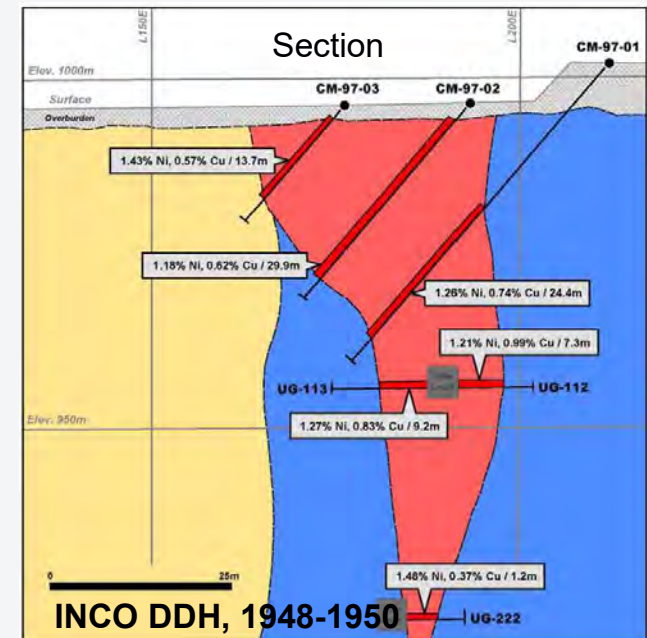 L150E
L200E
Section
CM-97-01
Elev. 1000m
CM-97-03
CM-97-02
Surface
Overburden
1.43% Ni, 0.57% Cu / 13.7m
1.18% Ni, 0.62% Cu / 29.9m
1.26% Ni, 0.74% Cu / 24.4m
1.21% Ni, 0.99% Cu / 7.3m
UG-113
UG-112
1.27% Ni, 0.83% Cu / 9.2m
Elev. 950m
0
25m
1.48% Ni, 0.37% Cu / 1.2m
INCO DDH, 1948-1950
UG-222